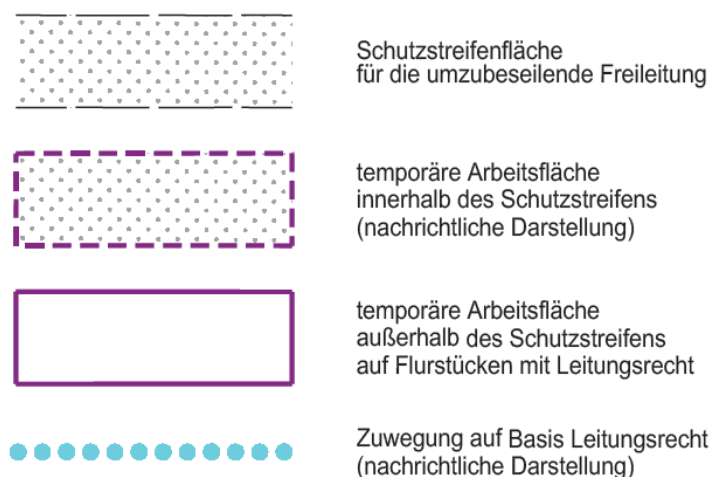 Schutzstreifenfläche
für die umzubeseilende Freileitung
temporäre Arbeitsfläche
innerhalb des Schutzstreifens
(nachrichtliche Darstellung)
temporäre Arbeitsfläche
außerhalb des Schutzstreifens
auf Flurstücken mit Leitungsrecht
Zuwegung auf Basis Leitungsrecht
(nachrichtliche Darstellung)